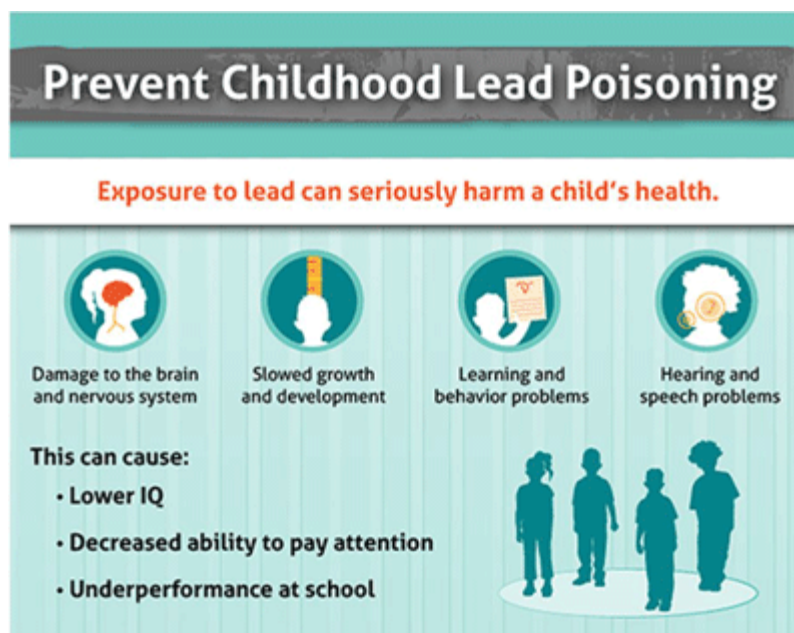 Prevent Childhood Lead Poisoning
Exposure to lead can seriously harm a child's health.
Damage to the brain
and nervous system
Slowed growth
and development
Learning and
behavior problems
Hearing and
speech problems
This can cause:
• Lower IQ
• Decreased ability to pay attention
• Underperformance at school